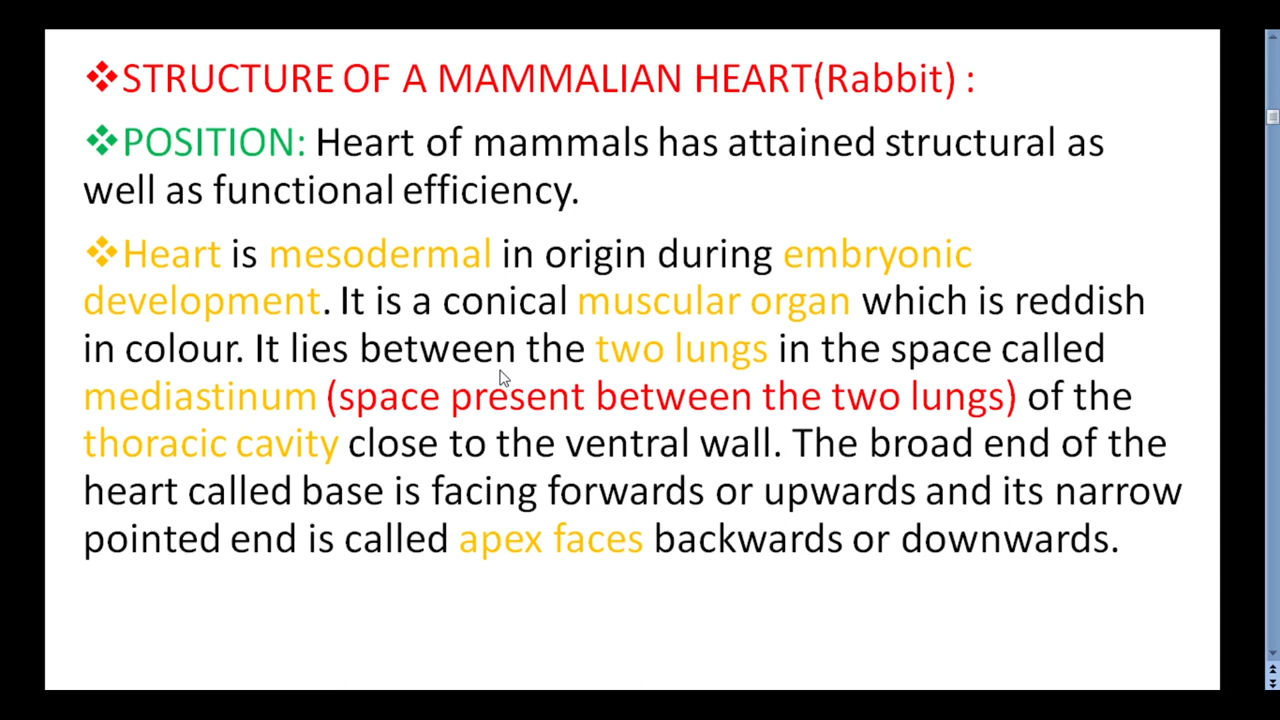 ❖STRUCTURE OF A MAMMALIAN HEART(Rabbit) :
❖POSITION: Heart of mammals has attained structural as
well as functional efficiency.
❖Heart is mesodermal in origin during embryonic
development. It is a conical muscular organ which is reddish
in colour. It lies between the two lungs in the space called
mediastinum (space present between the two lungs) of the
thoracic cavity close to the ventral wall. The broad end of the
heart called base is facing forwards or upwards and its narrow
pointed end is called apex faces backwards or downwards.